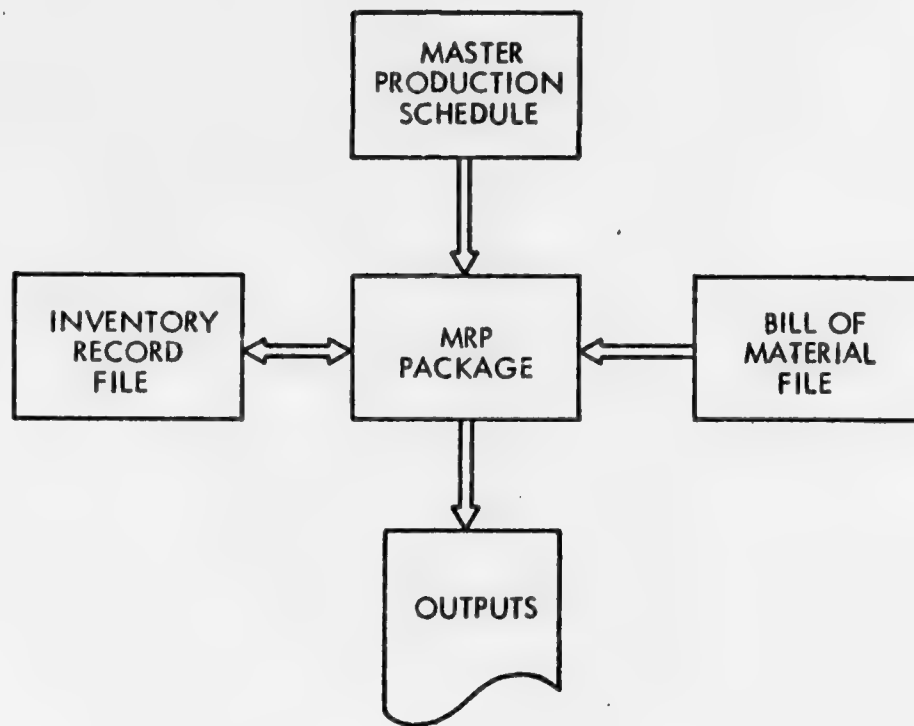 MASTER
PRODUCTION
SCHEDULE
INVENTORY
RECORD
FILE
MRP
PACKAGE
BILL OF
MATERIAL
FILE
OUTPUTS